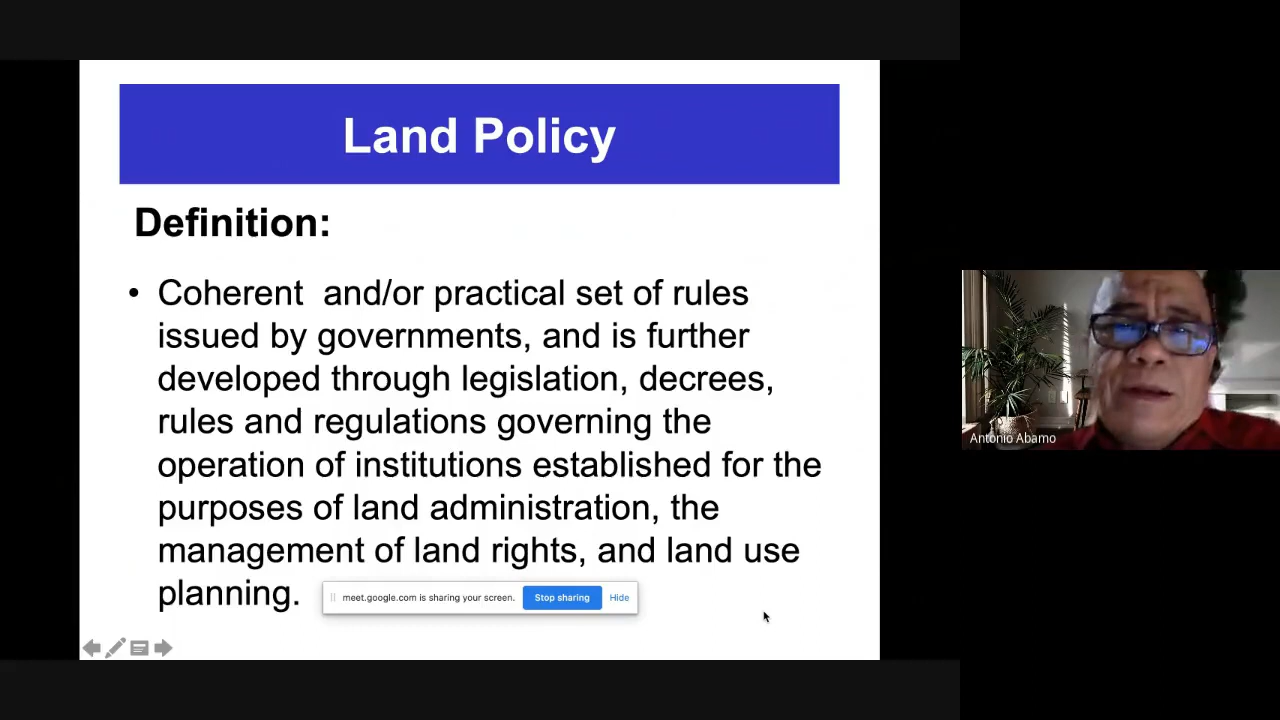 Land Policy
Definition:
• Coherent  and/or practical set of rules
issued by governments, and is further
developed through legislation, decrees,
rules and regulations governing the
operation of institutions established for the
purposes of land administration, the
management of land rights, and land use
planning.
meet.google.com is sharing your screen. Stop sharing Hide
Antonio Abamo